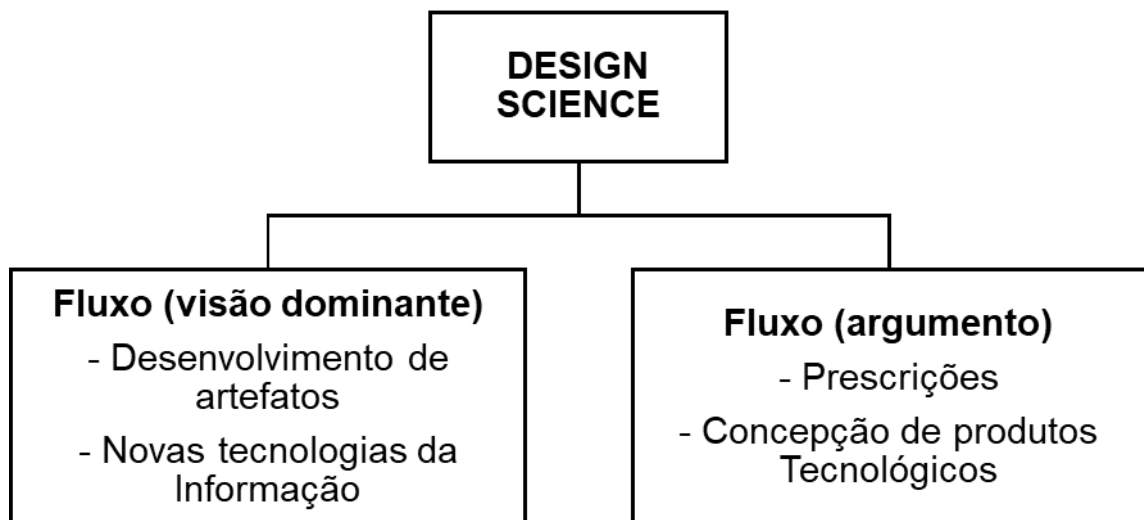 DESIGN
SCIENCE
Fluxo (visão dominante)
- Desenvolvimento de
artefatos
- Novas tecnologias da
Informação
Fluxo (argumento)
- Prescrições
- Concepção de produtos
Tecnológicos